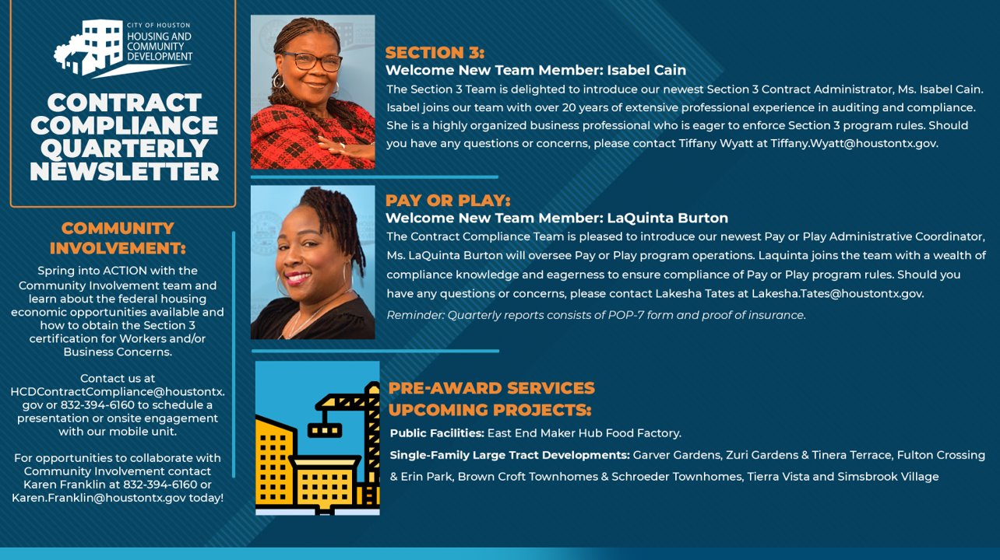 CITY OF HOUSTON
HOUSING AND
COMMUNITY
DEVELOPMENT
CONTRACT
COMPLIANCE
QUARTERLY
NEWSLETTER
COMMUNITY
INVOLVEMENT:
Spring into ACTION with the
Community Involvement team and
learn about the federal housing
economic opportunities available and
how to obtain the Section 3
certification for Workers and/or
Business Concerns.
Contact us at
HCDContractCompliance@houstontx.
gov or 832-394-6160 to schedule a
presentation or onsite engagement
with our mobile unit.
For opportunities to collaborate with
Community Involvement contact
Karen Franklin at 832-394-6160 or
Karen.Franklin@houstontx.gov today!
SECTION 3:
Welcome New Team Member: Isabel Cain
The Section 3 Team is delighted to introduce our newest Section 3 Contract Administrator, Ms. Isabel Cain.
Isabel joins our team with over 20 years of extensive professional experience in auditing and compliance.
She is a highly organized business professional who is eager to enforce Section 3 program rules. Should
you have any questions or concerns, please contact Tiffany Wyatt at Tiffany.Wyatt@houstontx.gov.
PAY OR PLAY:
Welcome New Team Member: LaQuinta Burton
The Contract Compliance Team is pleased to introduce our newest Pay or Play Administrative Coordinator,
Ms. LaQuinta Burton will oversee Pay or Play program operations. Laquinta joins the team with a wealth of
compliance knowledge and eagerness to ensure compliance of Pay or Play program rules. Should you
have any questions or concerns, please contact Lakesha Tates at Lakesha.Tates@houstontx.gov.
Reminder: Quarterly reports consists of POP-7 form and proof of insurance.
PRE-AWARD SERVICES
UPCOMING PROJECTS:
Public Facilities: East End Maker Hub Food Factory.
Single-Family Large Tract Developments: Garver Gardens, Zuri Gardens & Tinera Terrace, Fulton Crossing
& Erin Park, Brown Croft Townhomes & Schroeder Townhomes, Tierra Vista and Simsbrook Village